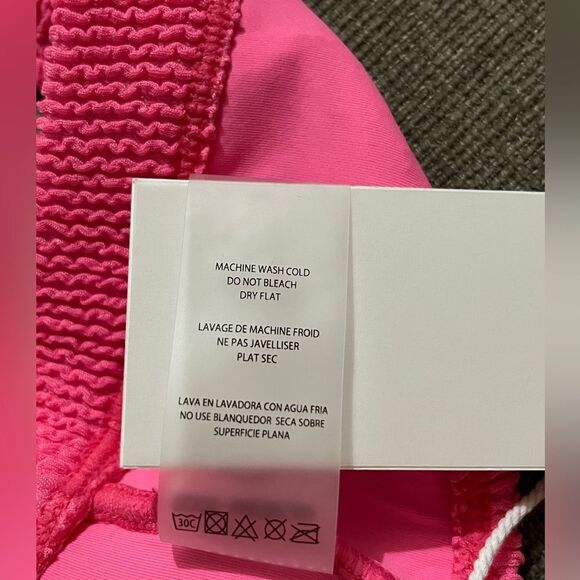 MACHINE WASH COLD
DO NOT BLEACH
DRY FLAT
LAVAGE DE MACHINE FROID
NE PAS JAVELLISER
PLAT SEC
LAVA EN LAVADORA CON AGUA FRIA
NO USE BLANQUEDOR SECA SOBRE
SUPERFICIE PLANA
30C